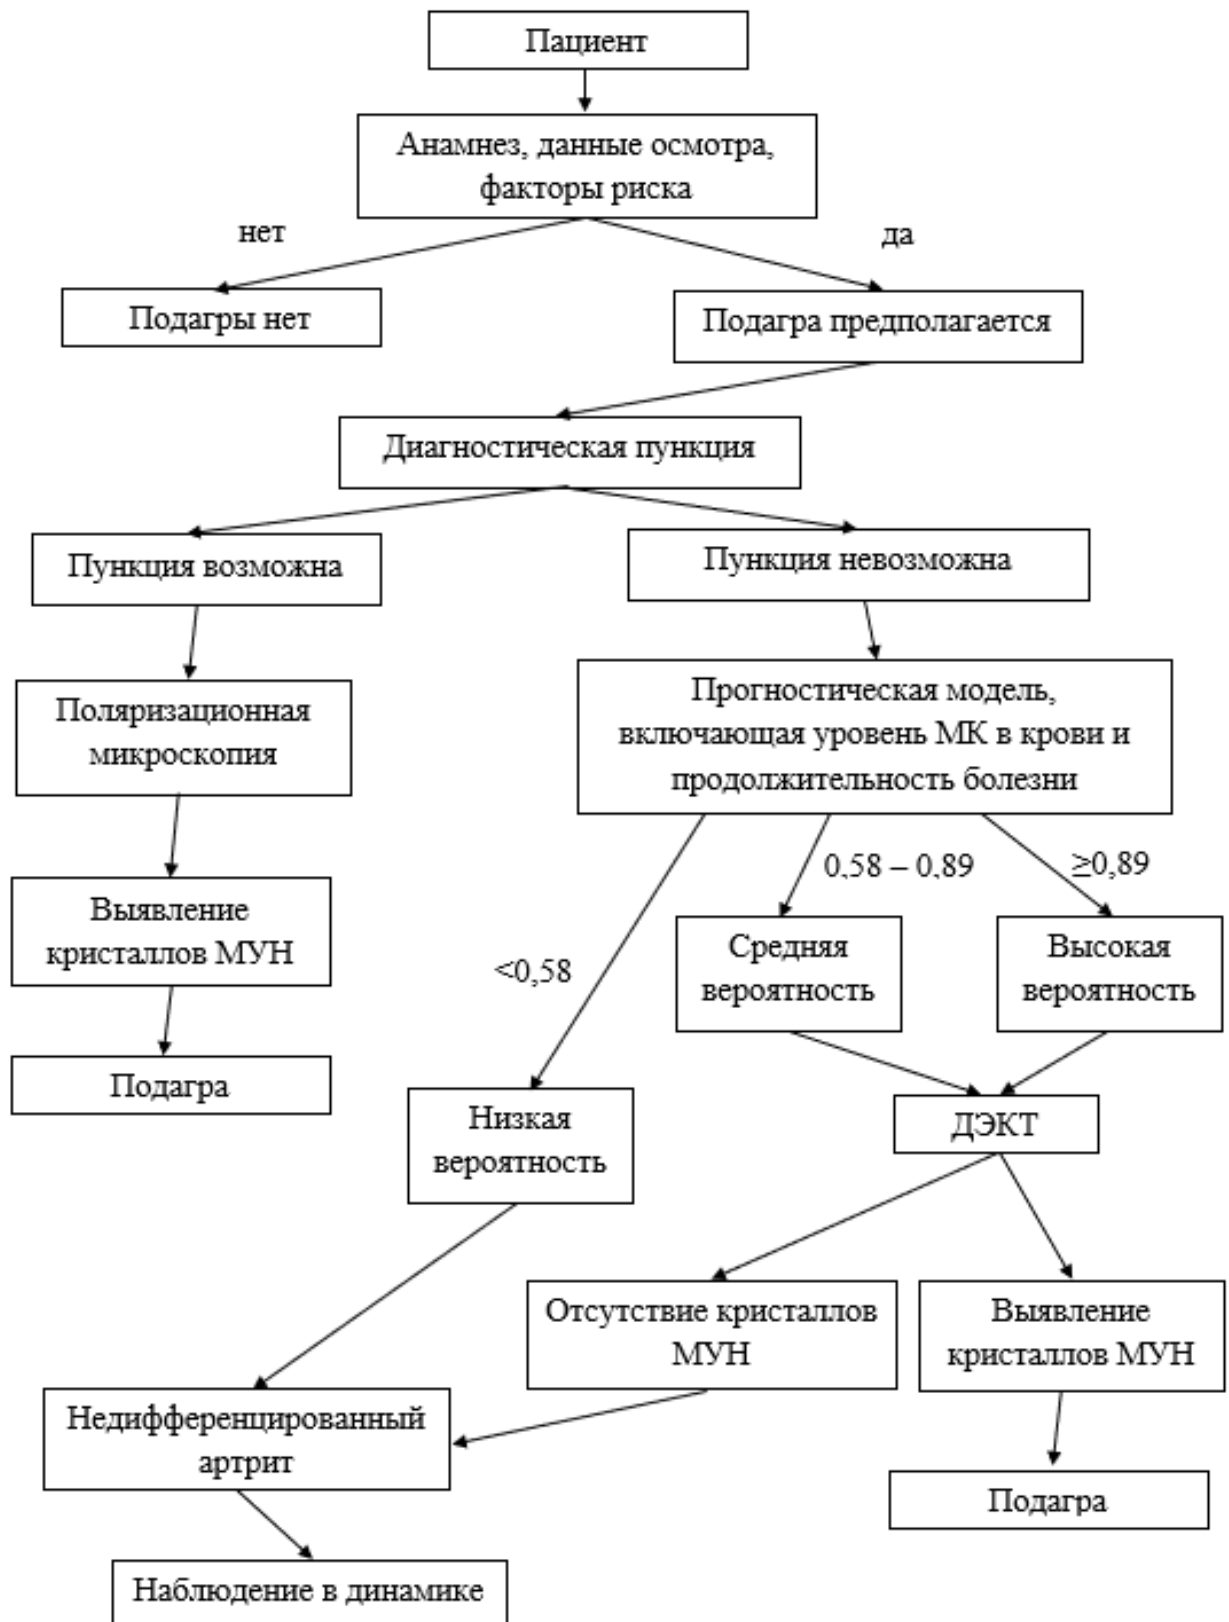 Пациент
Анамнез, данные осмотра,
факторы риска
нет
да
Подагры нет
Подагра предполагается
Диагностическая пункция
Пункция возможна
Пункция невозможна
Поляризационная
микроскопия
Прогностическая модель,
включающая уровень МК в крови и
продолжительность болезни
Выявление
кристаллов МУН
<0,58
0,58 – 0,89
≥0,89
Средняя
вероятность
Высокая
вероятность
Подагра
Низкая
вероятность
ДЭКТ
Отсутствие кристаллов
МУН
Выявление
кристаллов МУН
Недифференцированный
артрит
Подагра
Наблюдение в динамике